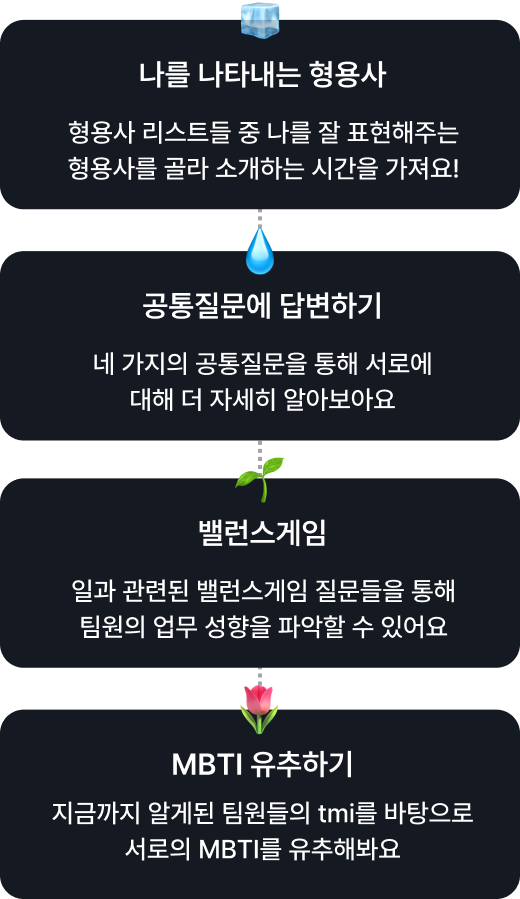 나를 나타내는 형용사
형용사 리스트들 중 나를 잘 표현해주는
형용사를 골라 소개하는 시간을 가져요!
공통질문에 답변하기
네 가지의 공통질문을 통해 서로에
대해 더 자세히 알아보아요
밸런스게임
일과 관련된 밸런스게임 질문들을 통해
팀원의 업무 성향을 파악할 수 있어요
MBTI 유추하기
지금까지 알게된 팀원들의 tmi를 바탕으로
서로의 MBTI를 유추해봐요